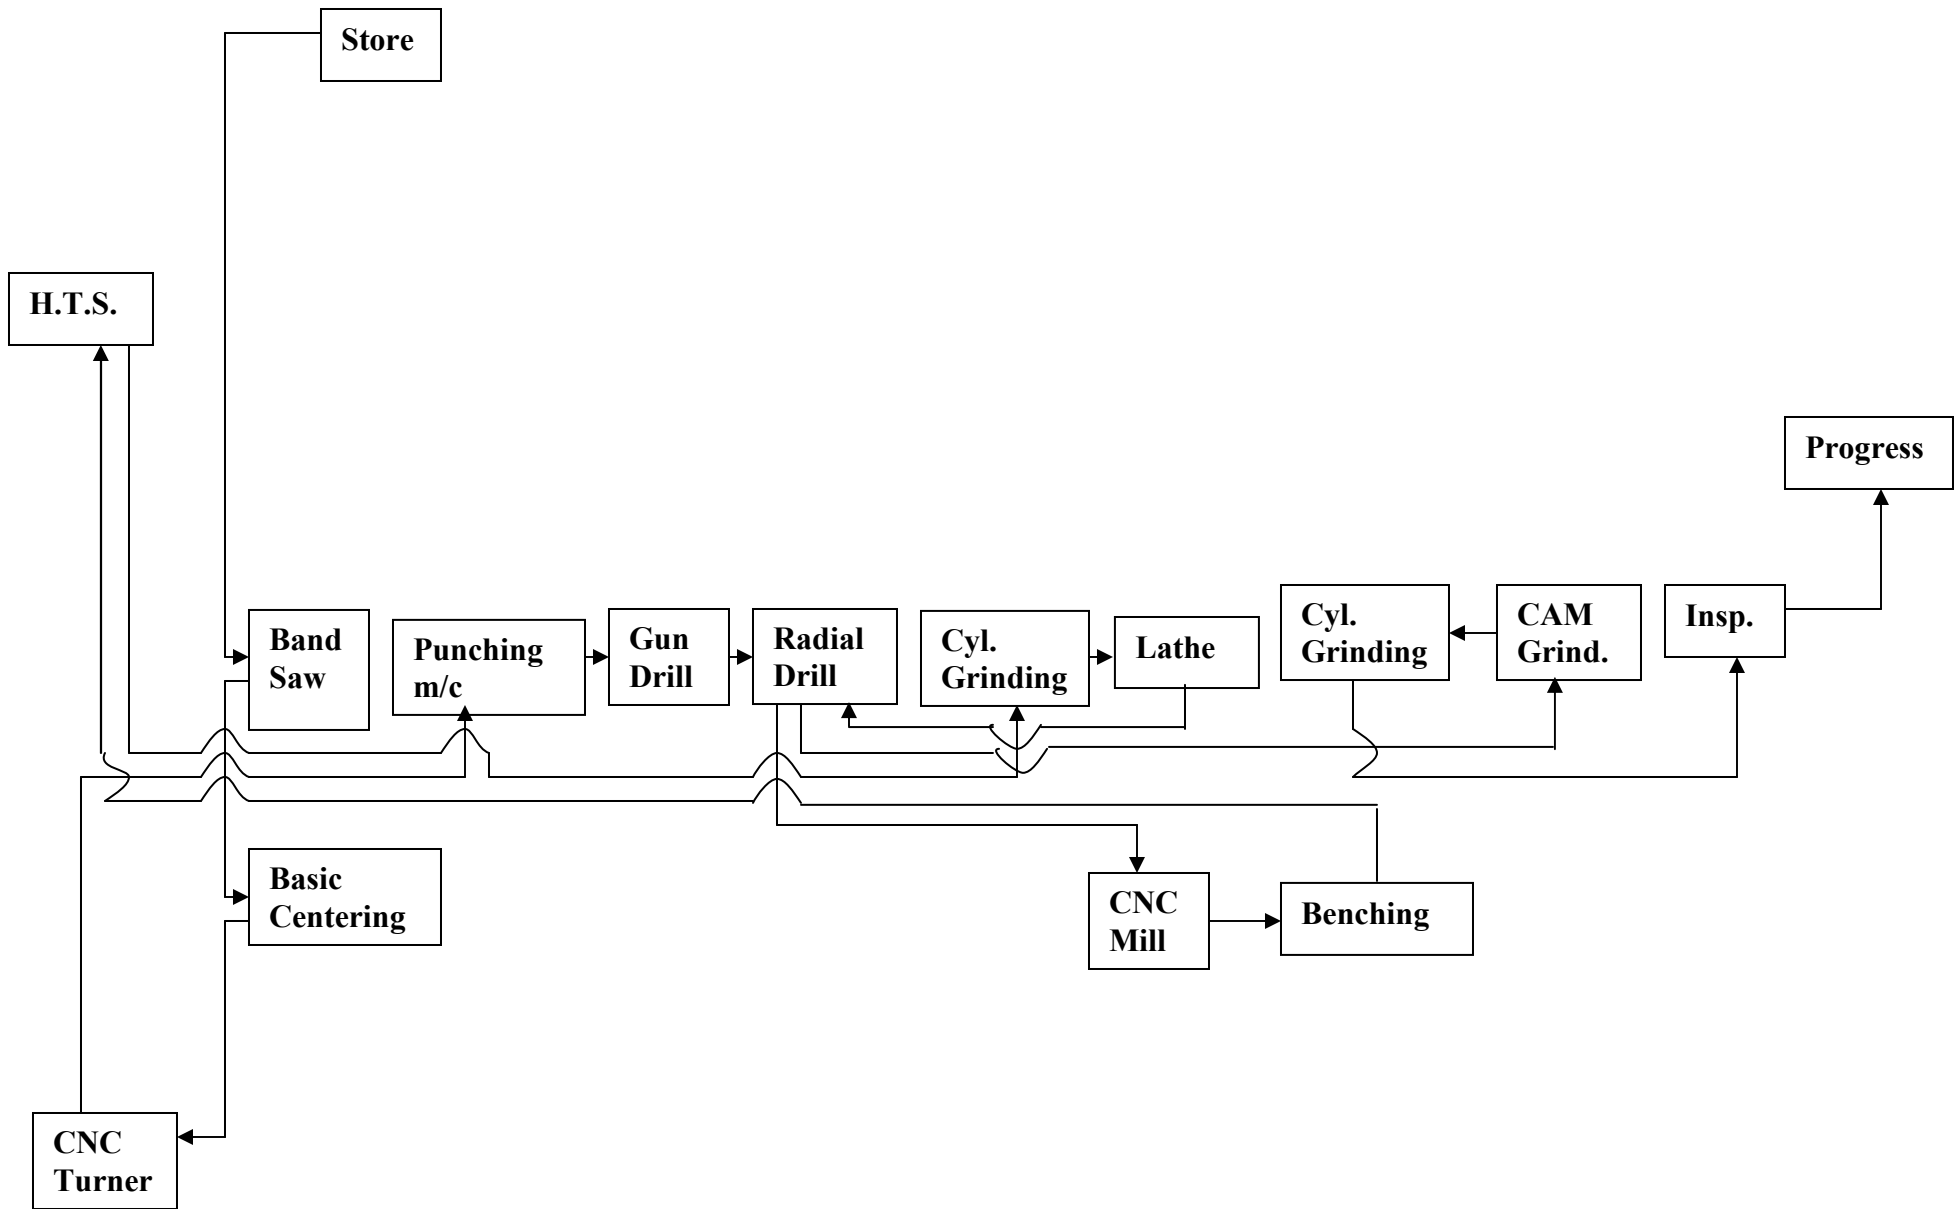 Store
H.T.S.
Progress
Band
Saw
Punching
m/c
Gun
Drill
Radial
Drill
Cyl.
Grinding
Lathe
Cyl.
Grinding
CAM
Grind.
Insp.
Basic
Centering
CNC
Mill
Benching
CNC
Turner